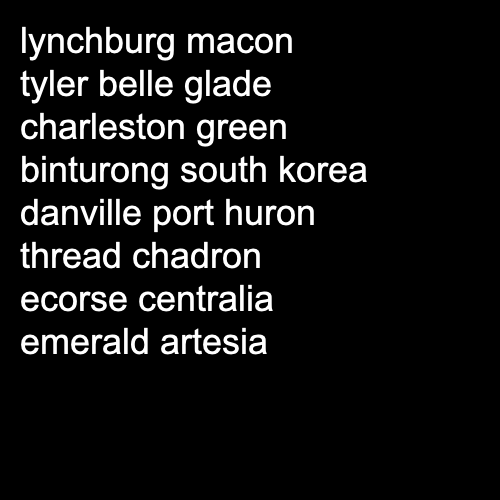 lynchburg macon
tyler belle glade
charleston green
binturong south korea
danville port huron
thread chadron
ecorse centralia
emerald artesia